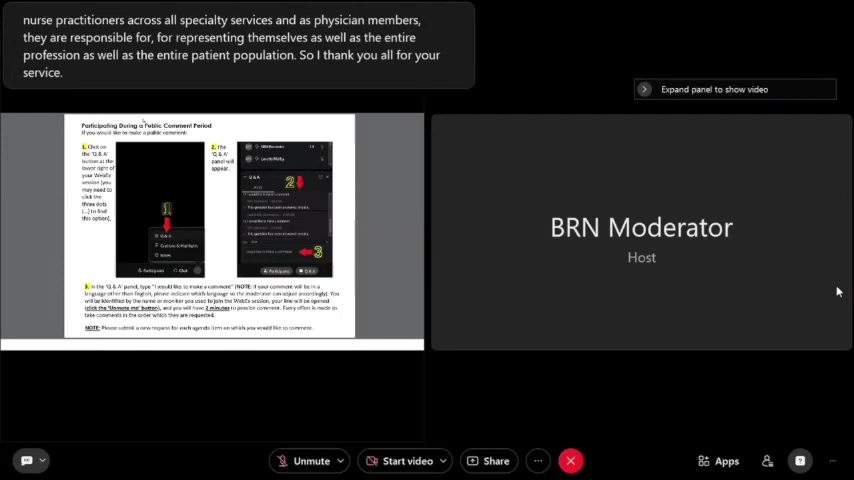 nurse practitioners across all specialty services and as physician members,
they are responsible for, for representing themselves as well as the entire
profession as well as the entire patient population. So I thank you all for your
service.
Expand panel to show video
Participating During a Public Comment Period
If you would like to make a public comment:
1. Click on
the 'Q & A'
button at the
lower right of
your WebEx
session (you
may need to
click the
three dots
(...) to find
this option).
1
Q & A
Participants
Chat
2. The
'Q & A'
panel will
appear.
BRN Moderator
Q & A
2
3
Participants
Q & A
3. In the 'Q & A' panel, type "I would like to make a comment" (NOTE: if your comment will be in a
language other than English, please indicate which language so the moderator can adjust accordingly). You
will be identified by the name or moniker you used to join the WebEx session, your line will be opened
(click the 'Unmute me' button), and you will have 2 minutes to provide comment. Every effort is made to
take comments in the order which they are requested.
NOTE: Please submit a new request for each agenda item on which you would like to comment.
BRN Moderator
Host
Unmute
Start video
Share
Apps